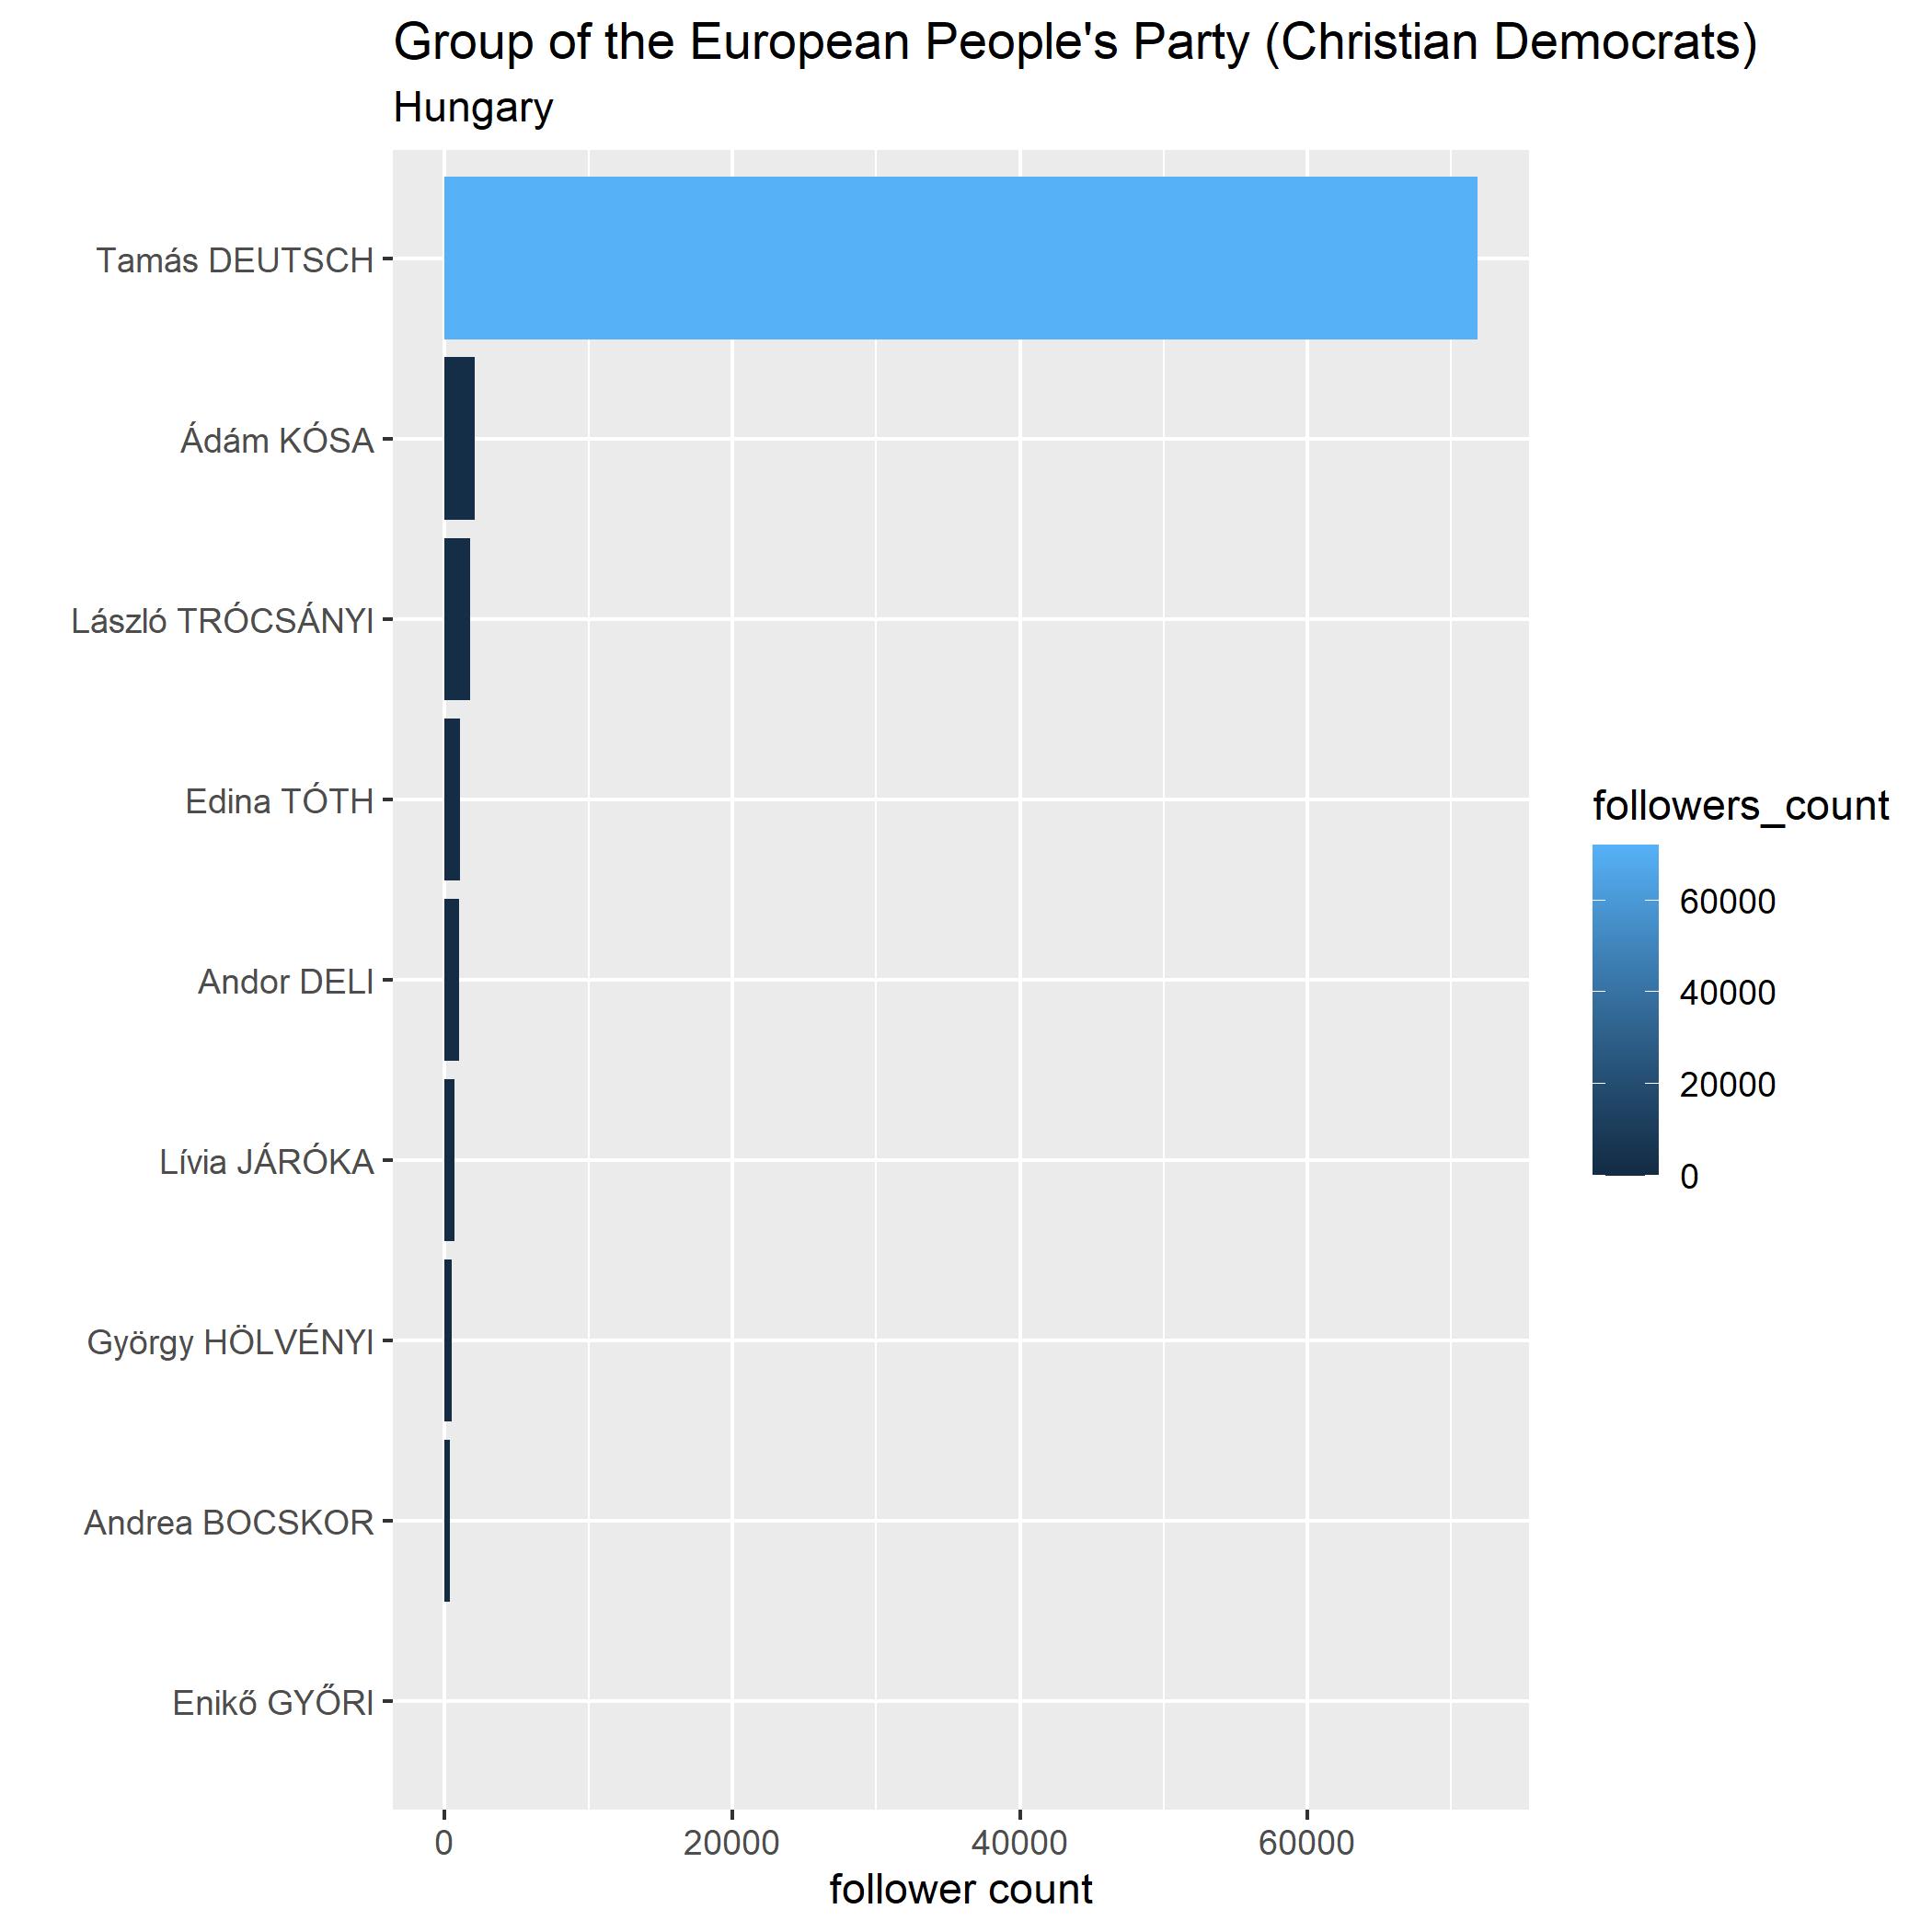 Group of the European People's Party (Christian Democrats)
Hungary
Tamás DEUTSCH
Ádám KÓSA
László TRÓCSÁNYI
Edina TÓTH
Andor DELI
Lívia JÁRÓKA
György HÖLVÉNYI
Andrea BOCSKOR
Enikő GYŐRI
0 20000 40000 60000
follower count
followers_count
60000
40000
20000
0